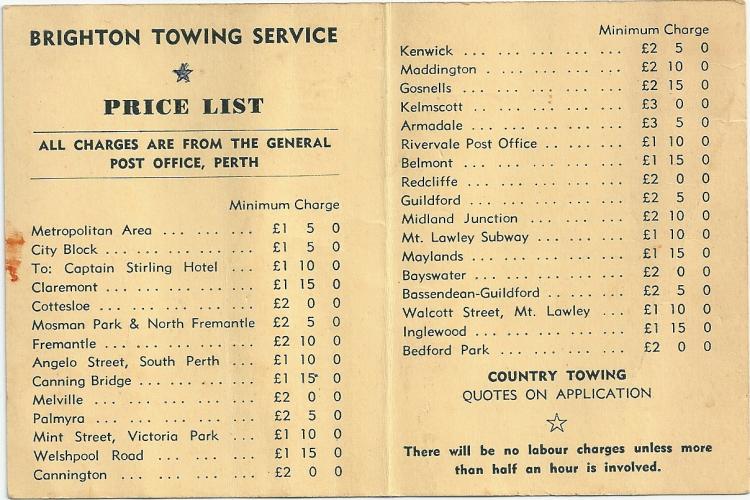 BRIGHTON TOWING SERVICE
PRICE LIST
ALL CHARGES ARE FROM THE GENERAL
POST OFFICE, PERTH
Minimum Charge
Metropolitan Area ... ... ... £1 5 0
City Block ... ... ... ... ... £1 5 0
To: Captain Stirling Hotel ... £1 10 0
Claremont ... ... ... ... £1 15 0
Cottesloe ... ... ... ... ... £2 0 0
Mosman Park & North Fremantle £2 5 0
Fremantle ... ... ... ... ... £2 10 0
Angelo Street, South Perth ... £1 10 0
Canning Bridge ... ... ... ... £1 15 0
Melville ... ... ... ... ... £2 0 0
Palmyra ... ... ... ... ... £2 5 0
Mint Street, Victoria Park ... £1 10 0
Welshpool Road ... ... ... £1 15 0
Cannington ... ... ... ... £2 0 0
Minimum Charge
Kenwick ... ... ... ... ... £2 5 0
Maddington ... ... ... ... ... £2 10 0
Gosnells ... ... ... ... ... £2 15 0
Kelmscott ... ... ... ... ... £3 0 0
Armadale ... ... ... ... ... £3 5 0
Rivervale Post Office ... ... ... £1 10 0
Belmont ... ... ... ... ... £1 15 0
Redcliffe ... ... ... ... ... £2 0 0
Guildford ... ... ... ... ... £2 5 0
Midland Junction ... ... ... £2 10 0
Mt. Lawley Subway ... ... ... £1 10 0
Maylands ... ... ... ... ... £1 15 0
Bayswater ... ... ... ... ... £2 0 0
Bassendean-Guildford ... ... ... £2 5 0
Walcott Street, Mt. Lawley ... £1 10 0
Inglewood ... ... ... ... ... £1 15 0
Bedford Park ... ... ... ... £2 0 0
COUNTRY TOWING
QUOTES ON APPLICATION
There will be no labour charges unless more
than half an hour is involved.